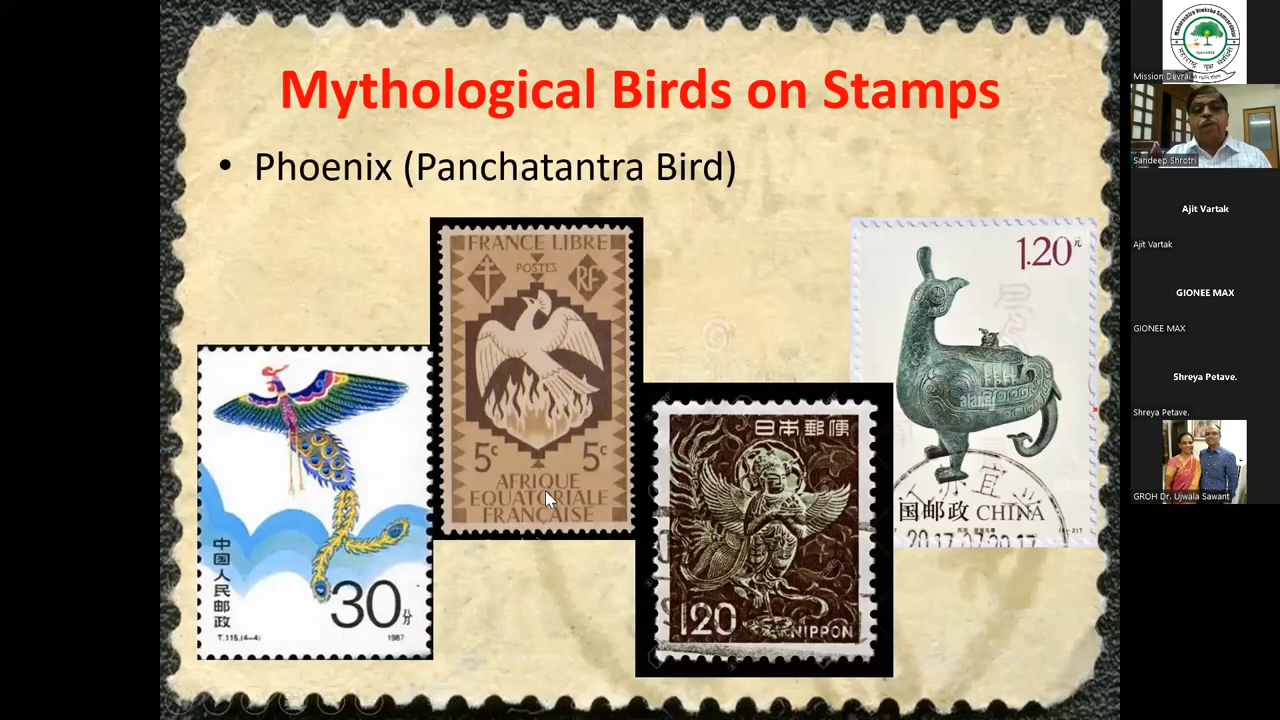 Mythological Birds on Stamps
• Phoenix (Panchatantra Bird)
中国人民邮政
30分
T.115.(4-4)
1987
FRANCE LIBRE
POSTES
RF
5c 5c
AFRIQUE
EQUATORIALE
FRANÇAISE
日本郵便
120
NIPPON
1.20元
alamy
中国邮政 CHINA
Mission Devrai
Sandeep Shrotri
Ajit Vartak
Ajit Vartak
GIONEE MAX
GIONEE MAX
Shreya Petave.
Shreya Petave.
GROH Dr. Ujwala Sawant